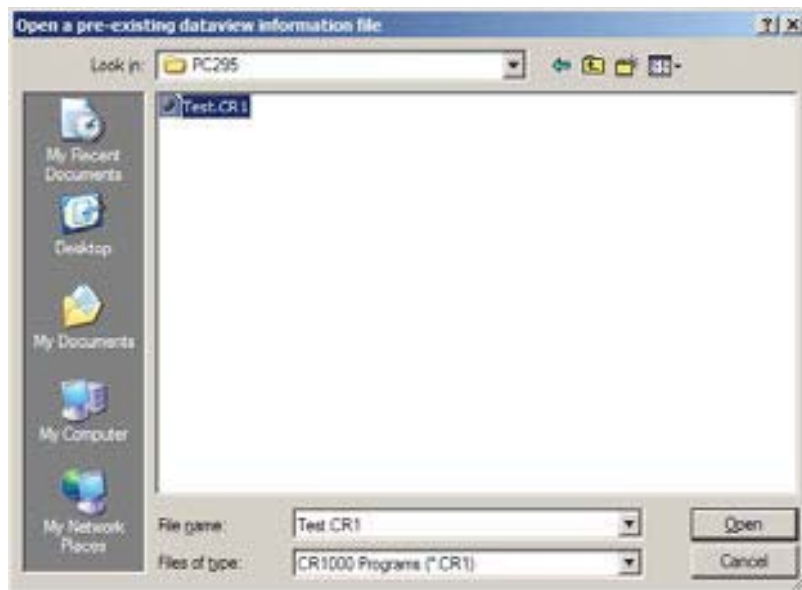 Open a pre-existing dataview information file
Look in:
PC295
Test.CR1
My Recent
Documents
Desktop
My Documents
My Computer
My Network
Places
File name:
Test.CR1
Open
Files of type:
CR1000 Programs (*.CR1)
Cancel